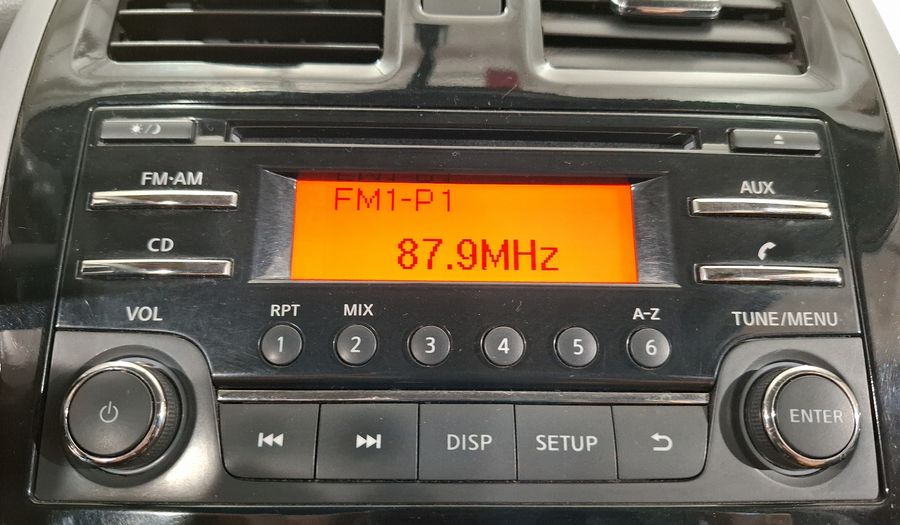 FM·AM
FM1-P1
AUX
CD
87.9MHz
VOL
RPT
MIX
A-Z
TUNE/MENU
1
2
3
4
5
6
DISP
SETUP
ENTER